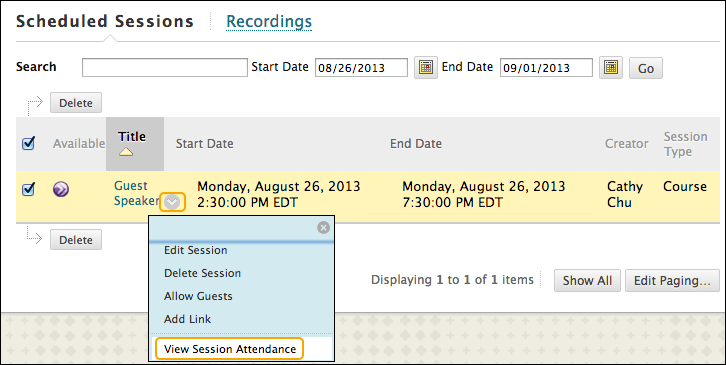 Scheduled Sessions Recordings
Search Start Date 08/26/2013 End Date 09/01/2013 Go
Delete
Available Title Start Date End Date Creator Session Type
Guest Speaker Monday, August 26, 2013 2:30:00 PM EDT Monday, August 26, 2013 7:30:00 PM EDT Cathy Chu Course
Delete
Edit Session
Delete Session
Allow Guests
Add Link
View Session Attendance
Displaying 1 to 1 of 1 items Show All Edit Paging...